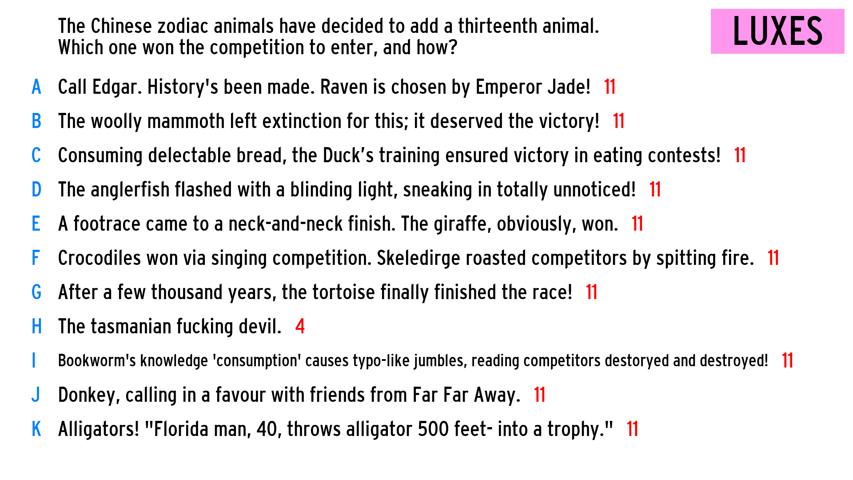 The Chinese zodiac animals have decided to add a thirteenth animal.
Which one won the competition to enter, and how?
LUXES
A Call Edgar. History's been made. Raven is chosen by Emperor Jade! 11
B The woolly mammoth left extinction for this; it deserved the victory! 11
C Consuming delectable bread, the Duck's training ensured victory in eating contests! 11
D The anglerfish flashed with a blinding light, sneaking in totally unnoticed! 11
E A footrace came to a neck-and-neck finish. The giraffe, obviously, won. 11
F Crocodiles won via singing competition. Skeledirge roasted competitors by spitting fire. 11
G After a few thousand years, the tortoise finally finished the race! 11
H The tasmanian fucking devil. 4
I Bookworm's knowledge 'consumption' causes typo-like jumbles, reading competitors destoryed and destroyed! 11
J Donkey, calling in a favour with friends from Far Far Away. 11
K Alligators! "Florida man, 40, throws alligator 500 feet- into a trophy." 11